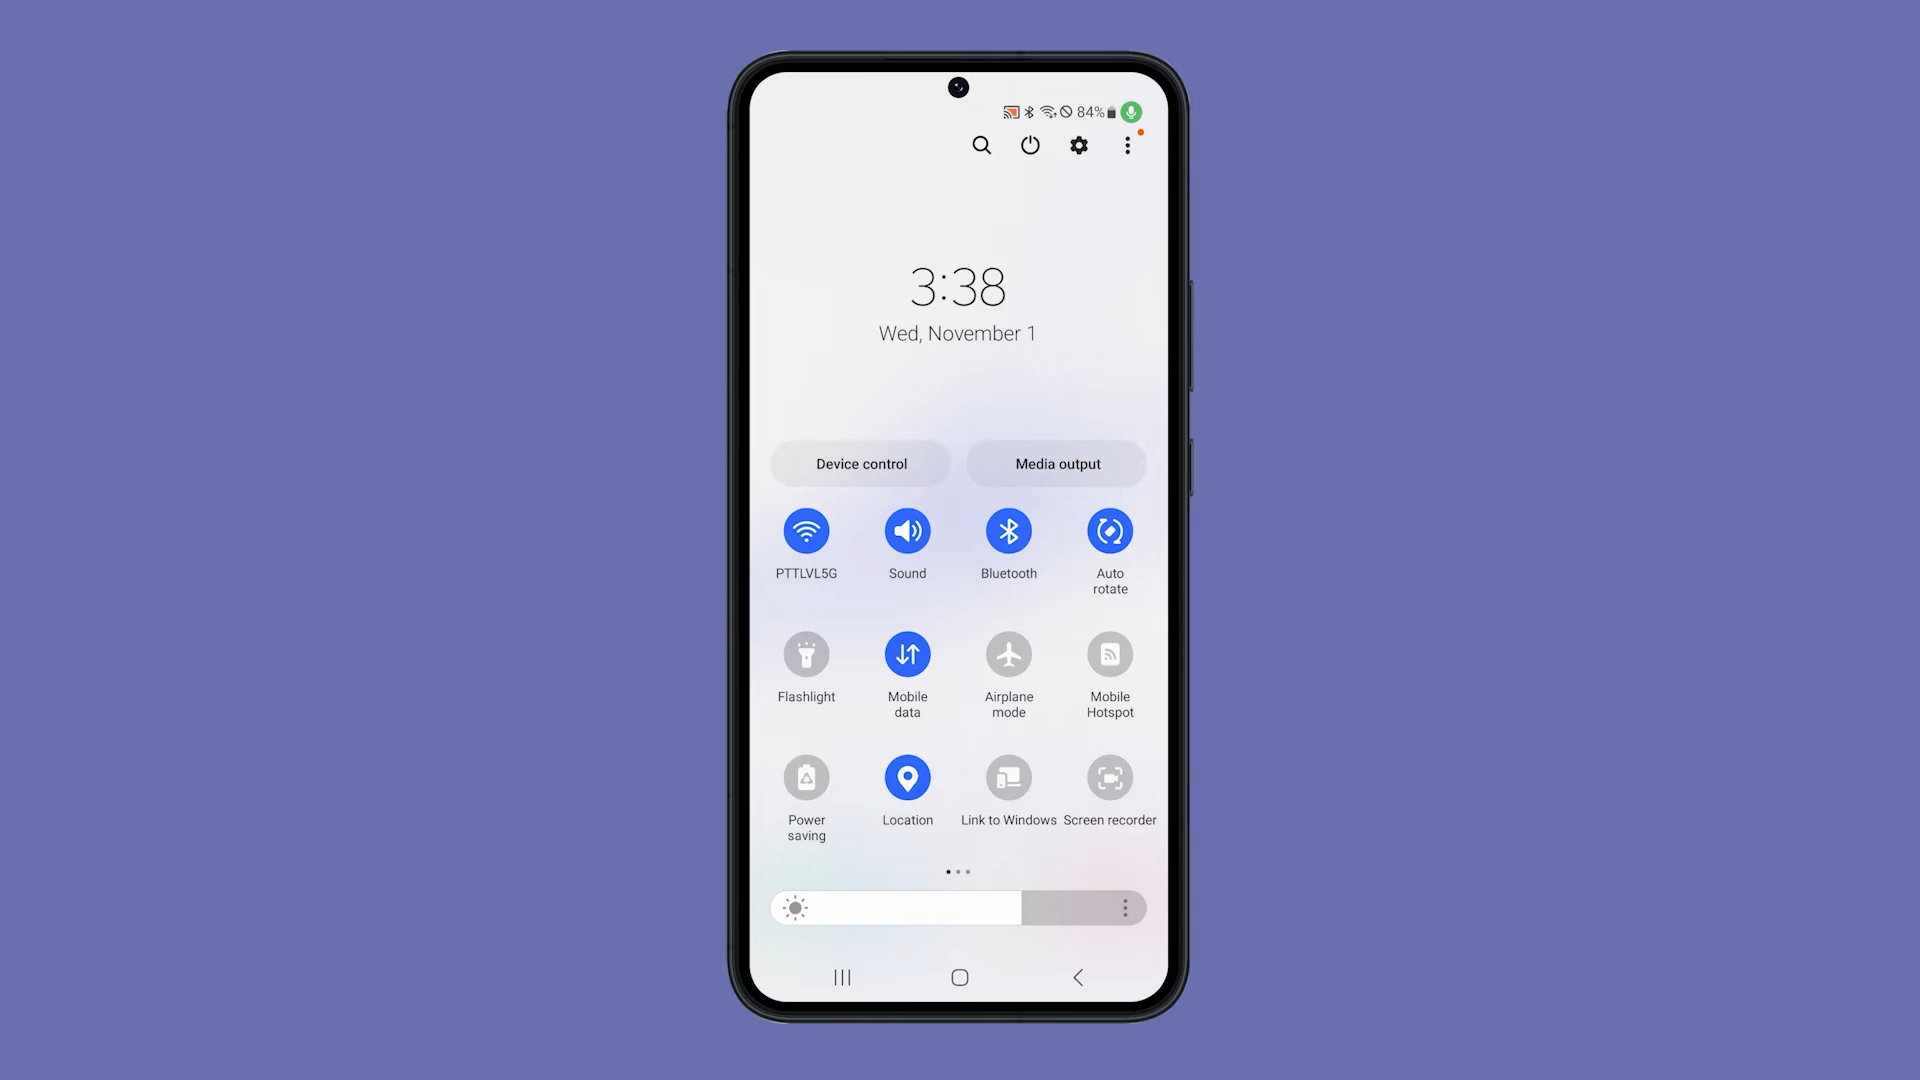 84%
3:38
Wed, November 1
Device control
Media output
PTTLVL5G
Sound
Bluetooth
Auto
rotate
Flashlight
Mobile
data
Airplane
mode
Mobile
Hotspot
Power
saving
Location
Link to Windows
Screen recorder